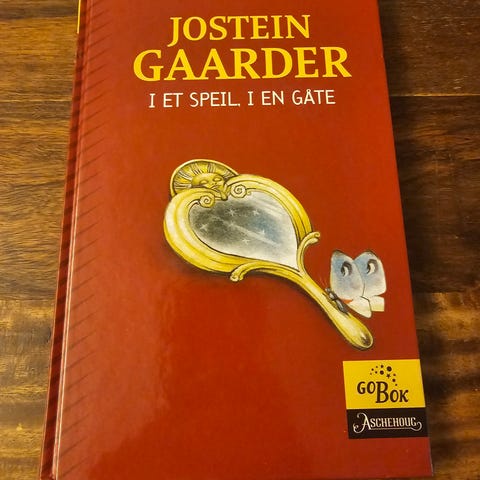 JOSTEIN
GAARDER
I ET SPEIL, I EN GÅTE
GO
BOK
ASCHEHOUG